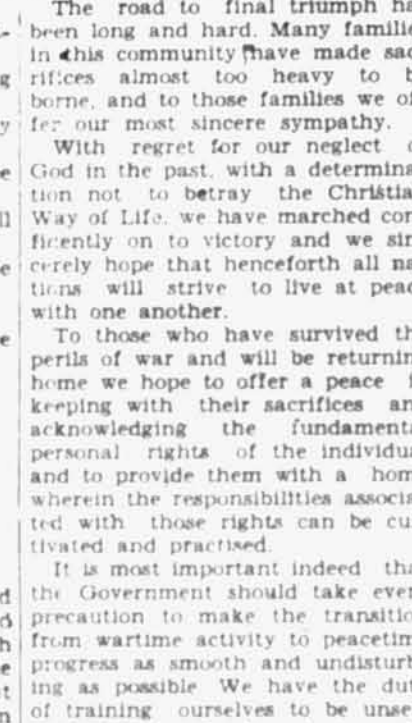 The road to final triumph ha
been long and hard. Many familie
in this community have made sac
rifices almost too heavy to b
borne, and to those families we of
fer our most sincere sympathy.
With regret for our neglect o
God in the past, with a determina
tion not to betray the Christia
Way of Life, we have marched con
ficently on to victory and we sin
cerely hope that henceforth all na
tions will strive to live at peac
with one another.
To those who have survived th
perils of war and will be returnin
home we hope to offer a peace i
keeping with their sacrifices an
acknowledging the fundamenta
personal rights of the individua
and to provide them with a hom
wherein the responsibilities associa
ted with those rights can be cul
tivated and practised.
It is most important indeed tha
the Government should take ever
precaution to make the transitio
from wartime activity to peacetim
progress as smooth and undisturb
ing as possible We have the dut
of training ourselves to be unse